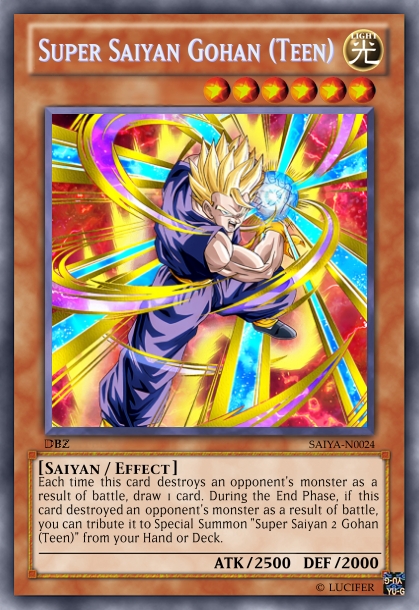 SUPER SAIYAN GOHAN (TEEN)
LIGHT
光
DBZ
SAIYA-N0024
[SAIYAN / EFFECT]
Each time this card destroys an opponent's monster as a
result of battle, draw 1 card. During the End Phase, if this
card destroyed an opponent's monster as a result of battle,
you can tribute it to Special Summon "Super Saiyan 2 Gohan
(Teen)" from your Hand or Deck.
ATK/2500 DEF/2000
© LUCIFER